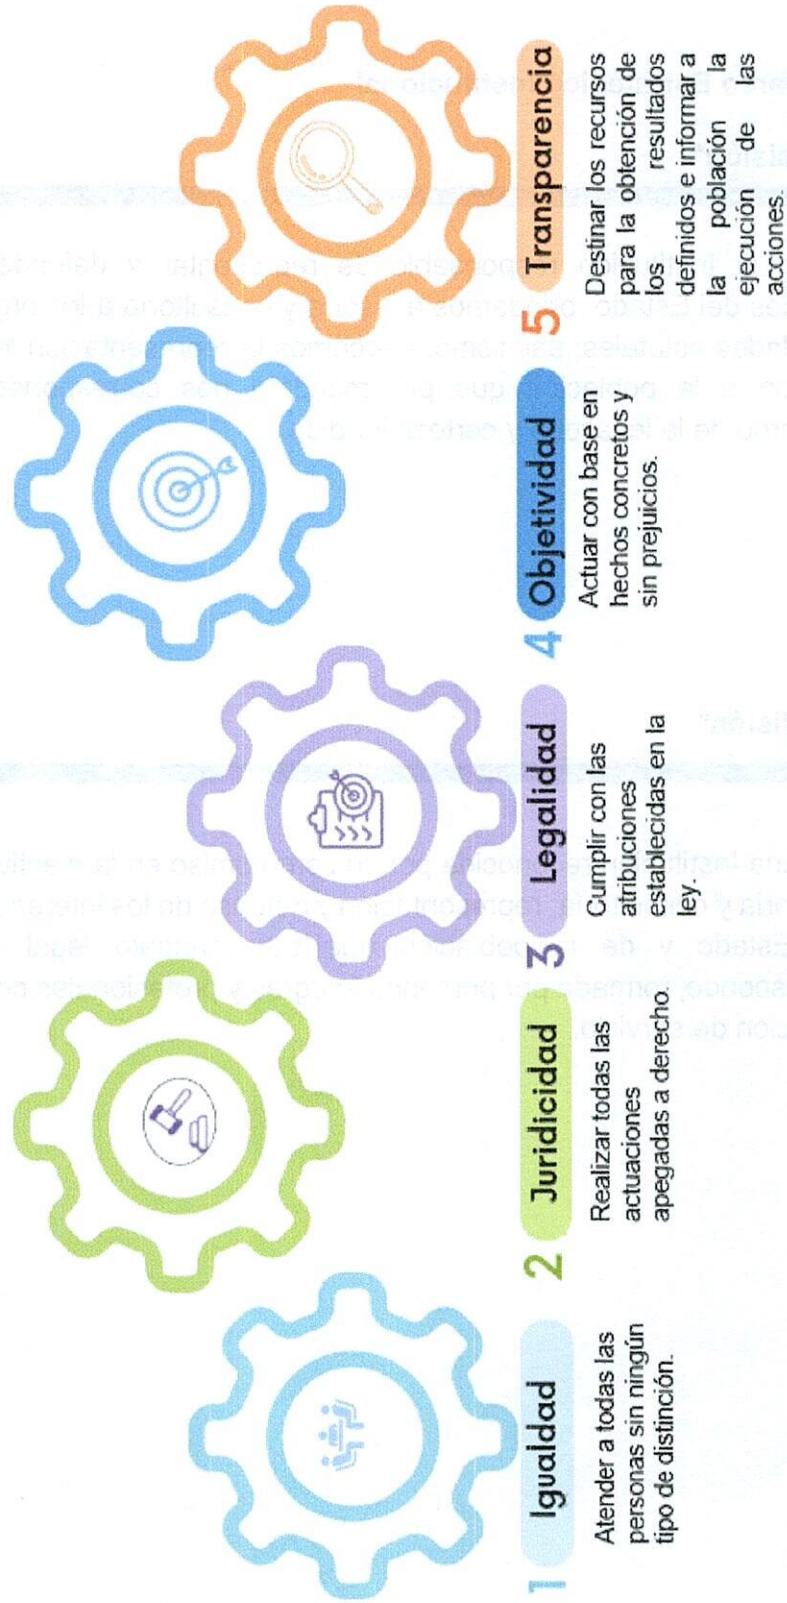 1 Igualdad
Atender a todas las
personas sin ningún
tipo de distinción.
2 Juridicidad
Realizar todas las
actuaciones
apegadas a derecho.
3 Legalidad
Cumplir con las
atribiciones
establecidas en la
ley.
4 Objetividad
Actuar con base en
hechos concretos y
sin prejuicios.
5 Transparencia
Destinar los recursos
para la obtención de
los resultados
definidos e informar a
la población la
ejecución de las
acciones.